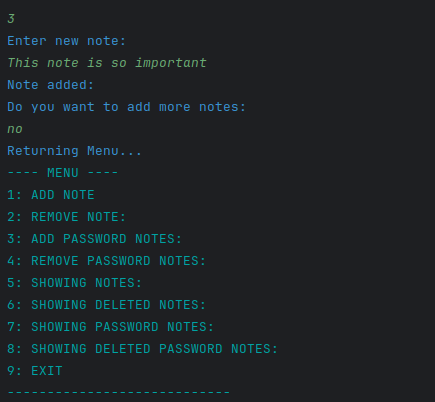 3
Enter new note:
This note is so important
Note added:
Do you want to add more notes:
no
Returning Menu...
---- MENU ----
1: ADD NOTE
2: REMOVE NOTE:
3: ADD PASSWORD NOTES:
4: REMOVE PASSWORD NOTES:
5: SHOWING NOTES:
6: SHOWING DELETED NOTES:
7: SHOWING PASSWORD NOTES:
8: SHOWING DELETED PASSWORD NOTES:
9: EXIT
----------------------------